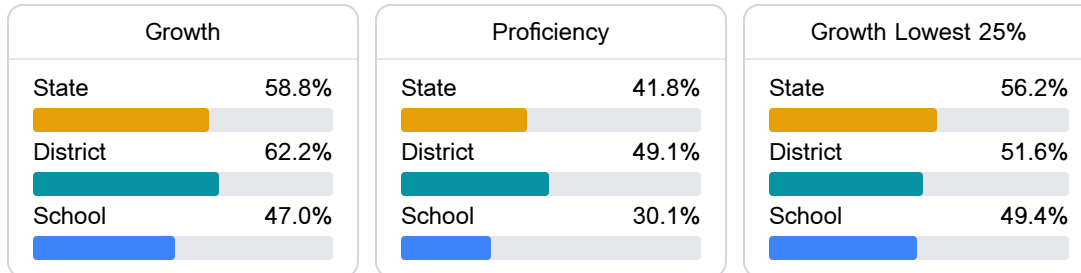 Growth
State 58.8%
District 62.2%
School 47.0%
Proficiency
State 41.8%
District 49.1%
School 30.1%
Growth Lowest 25%
State 56.2%
District 51.6%
School 49.4%